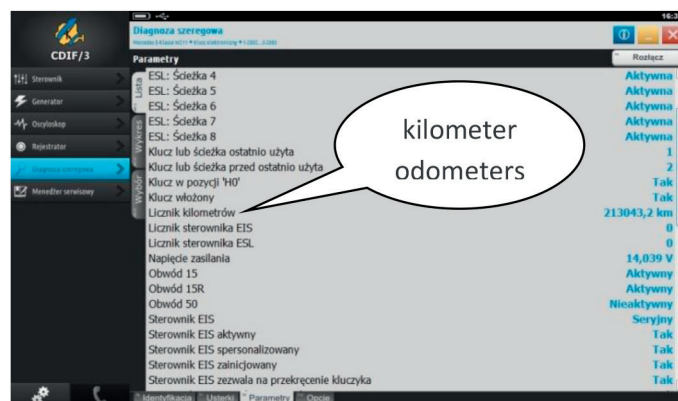 16:3
Diagnoza szeregowa
CDIF/3
Parametry
Rozłącz
Sterownik
Generator
Oscyloskop
Rejestrator
Diagnoza szeregowa
Menedżer serwisowy
Lista
Wykres
Wybór
ESL: Ścieżka 4 Aktywna
ESL: Ścieżka 5 Aktywna
ESL: Ścieżka 6 Aktywna
ESL: Ścieżka 7 Aktywna
ESL: Ścieżka 8 Aktywna
Klucz lub ścieżka ostatnio użyta 1
Klucz lub ścieżka przed ostatnio użyta 2
Klucz w pozycji 'H0' Tak
Klucz włożony Tak
Licznik kilometrów 213043,2 km
Licznik sterownika EIS 0
Licznik sterownika ESL 0
Napięcie zasilania 14,039 V
Obwód 15 Aktywny
Obwód 15R Aktywny
Obwód 50 Nieaktywny
Sterownik EIS Seryjny
Sterownik EIS aktywny Tak
Sterownik EIS spersonalizowany Tak
Sterownik EIS zainicjowany Tak
Sterownik EIS zezwala na przekręcenie kluczyka Tak
kilometer
odometers
Identyfikacja Usterki Parametry Opcje